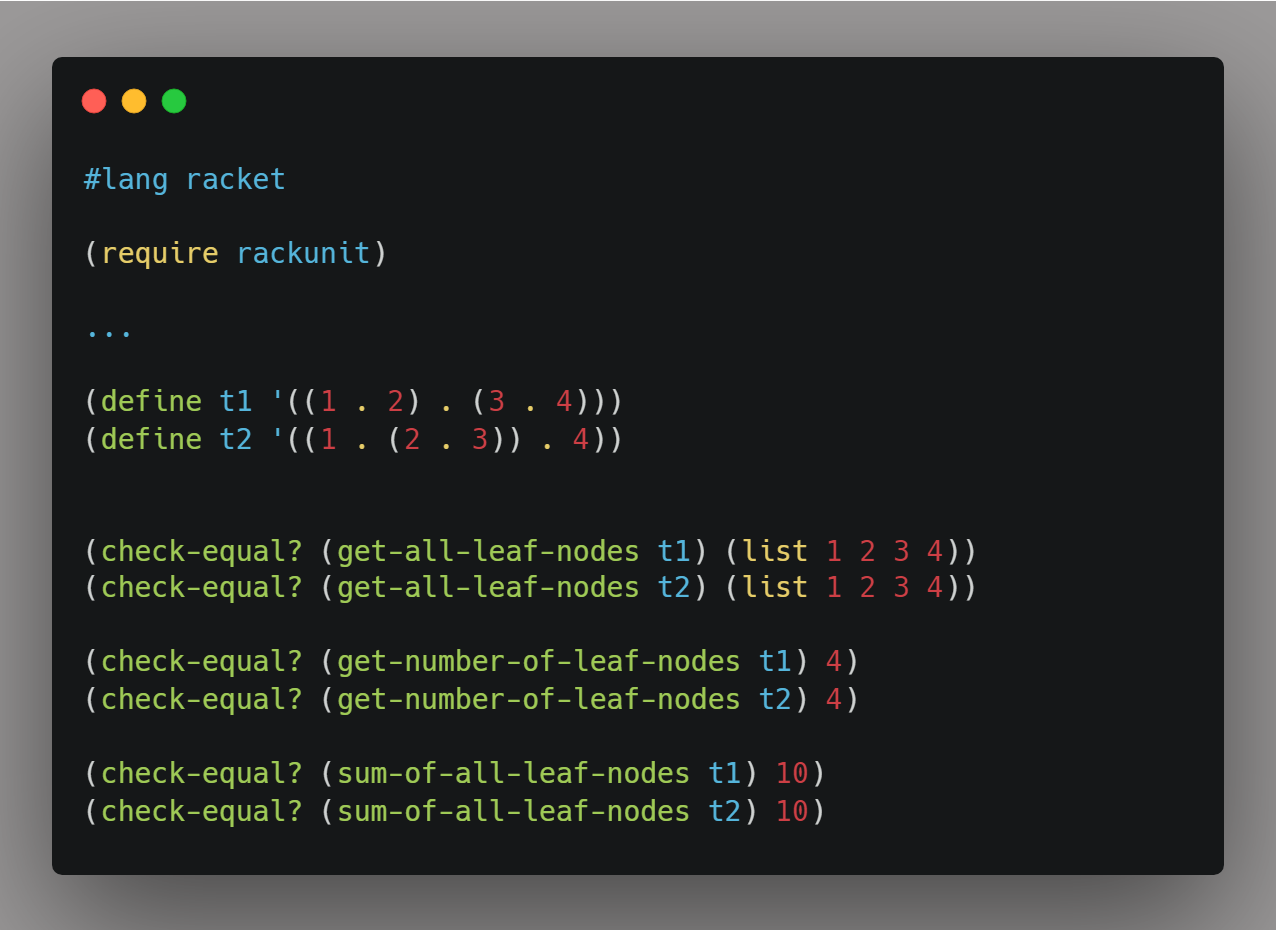 #lang racket
(require rackunit)
...
(define t1 '((1 . 2) . (3 . 4)))
(define t2 '((1 . (2 . 3)) . 4))
(check-equal? (get-all-leaf-nodes t1) (list 1 2 3 4))
(check-equal? (get-all-leaf-nodes t2) (list 1 2 3 4))
(check-equal? (get-number-of-leaf-nodes t1) 4)
(check-equal? (get-number-of-leaf-nodes t2) 4)
(check-equal? (sum-of-all-leaf-nodes t1) 10)
(check-equal? (sum-of-all-leaf-nodes t2) 10)